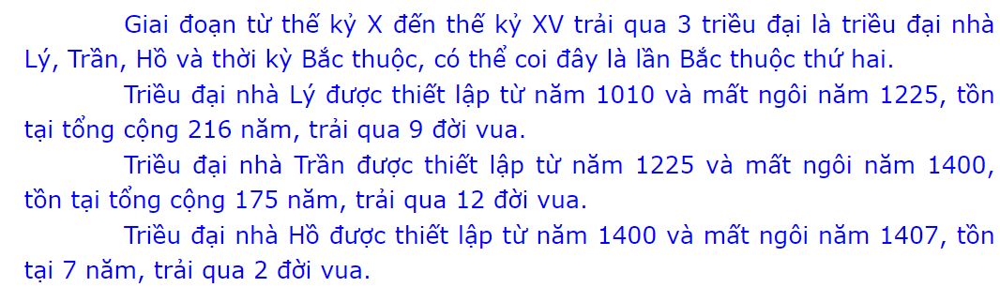 Giai đoạn từ thế kỷ X đến thế kỷ XV trải qua 3 triều đại là triều đại nhà
Lý, Trần, Hồ và thời kỳ Bắc thuộc, có thể coi đây là lần Bắc thuộc thứ hai.
Triều đại nhà Lý được thiết lập từ năm 1010 và mất ngôi năm 1225, tồn
tại tổng cộng 216 năm, trải qua 9 đời vua.
Triều đại nhà Trần được thiết lập từ năm 1225 và mất ngôi năm 1400,
tồn tại tổng cộng 175 năm, trải qua 12 đời vua.
Triều đại nhà Hồ được thiết lập từ năm 1400 và mất ngôi năm 1407, tồn
tại 7 năm, trải qua 2 đời vua.